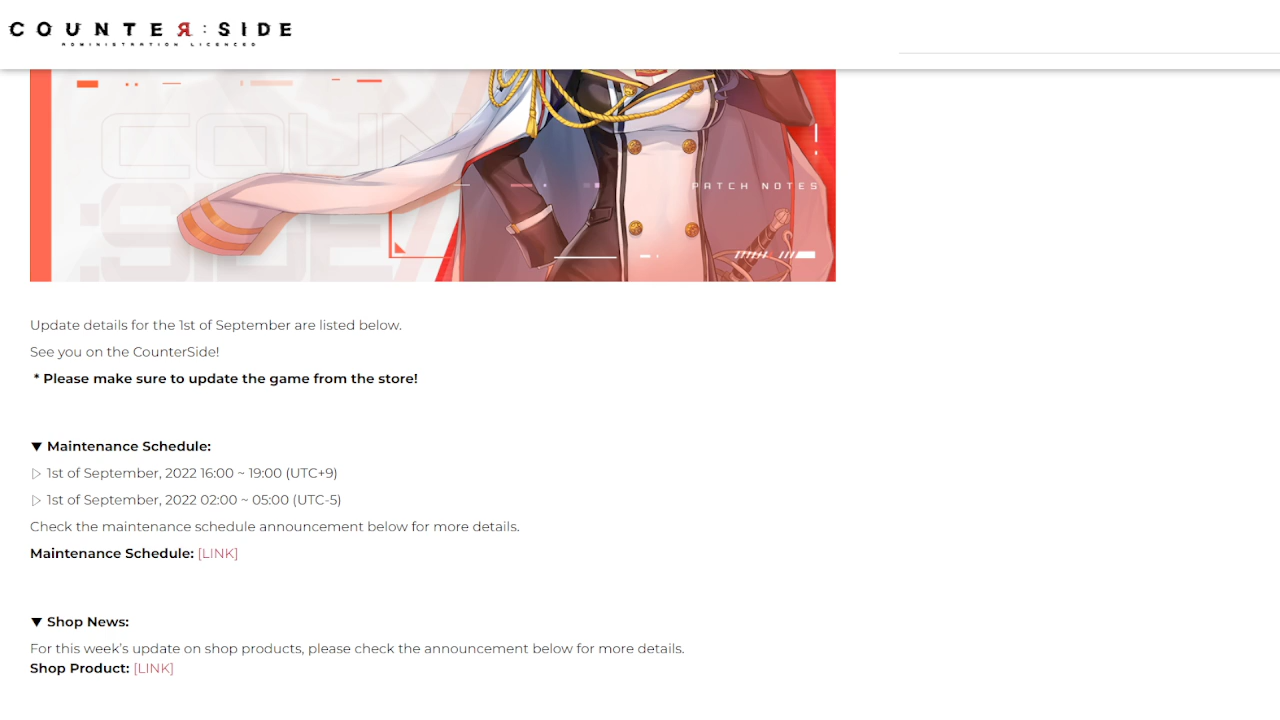 COUNTER:SIDE
ADMINISTRATION LICENCED
COUN
:SIDE
PATCH NOTES
Update details for the 1st of September are listed below.
See you on the CounterSide!
* Please make sure to update the game from the store!
▼ Maintenance Schedule:
▷ 1st of September, 2022 16:00 ~ 19:00 (UTC+9)
▷ 1st of September, 2022 02:00 ~ 05:00 (UTC-5)
Check the maintenance schedule announcement below for more details.
Maintenance Schedule: [LINK]
▼ Shop News:
For this week’s update on shop products, please check the announcement below for more details.
Shop Product: [LINK]